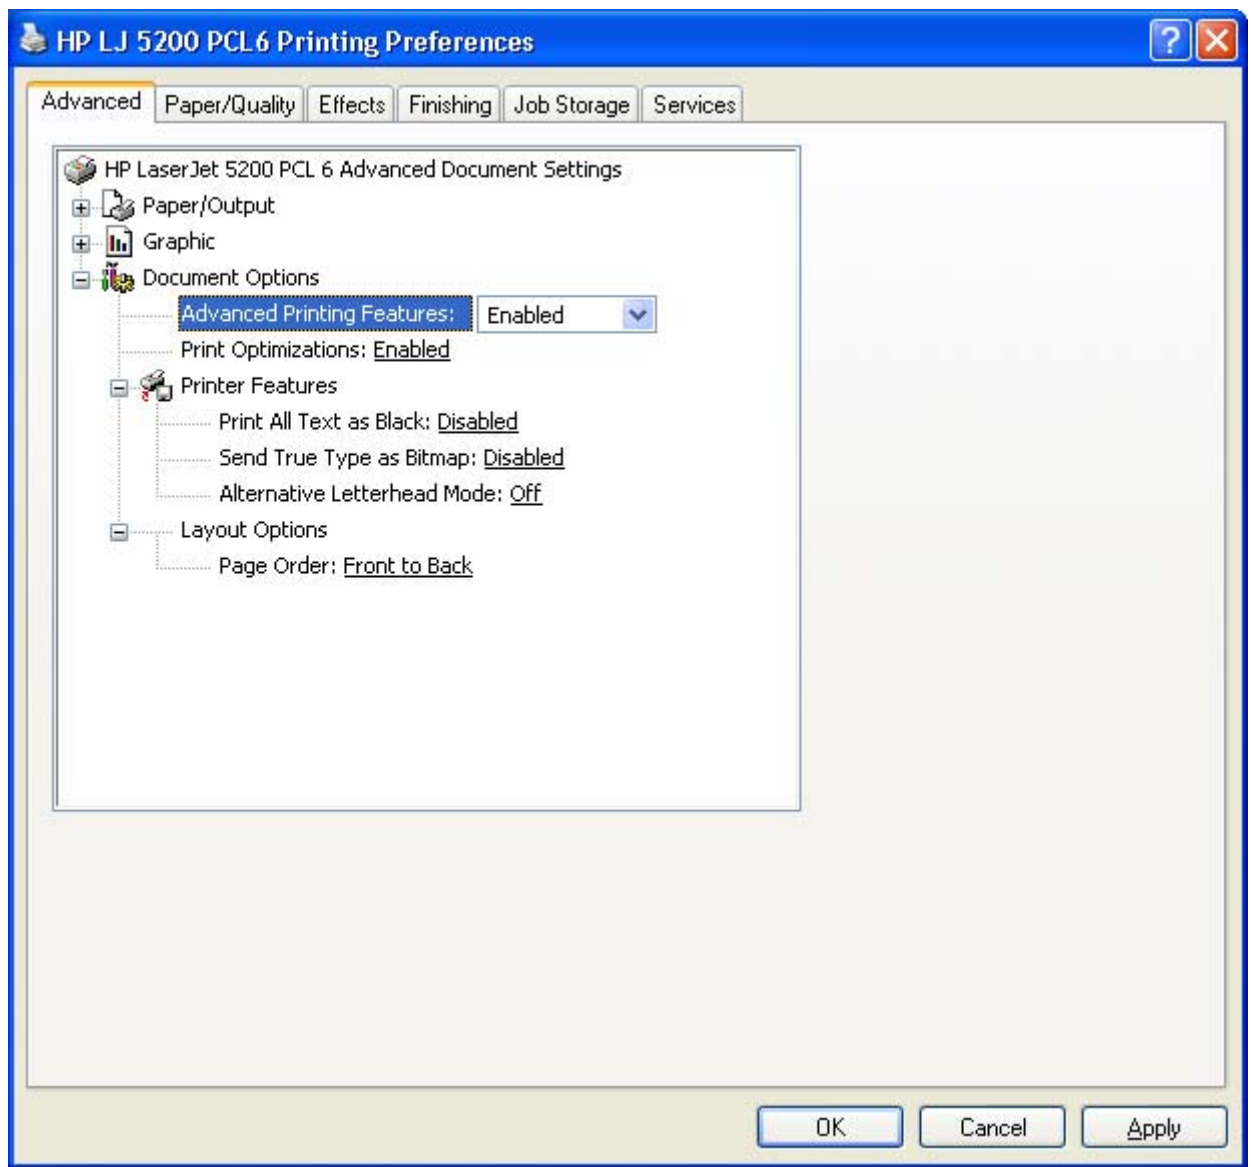 HP LJ 5200 PCL6 Printing Preferences
Advanced Paper/Quality Effects Finishing Job Storage Services
HP LaserJet 5200 PCL 6 Advanced Document Settings
Paper/Output
Graphic
Document Options
Advanced Printing Features: Enabled
Print Optimizations: Enabled
Printer Features
Print All Text as Black: Disabled
Send True Type as Bitmap: Disabled
Alternative Letterhead Mode: Off
Layout Options
Page Order: Front to Back
OK Cancel Apply